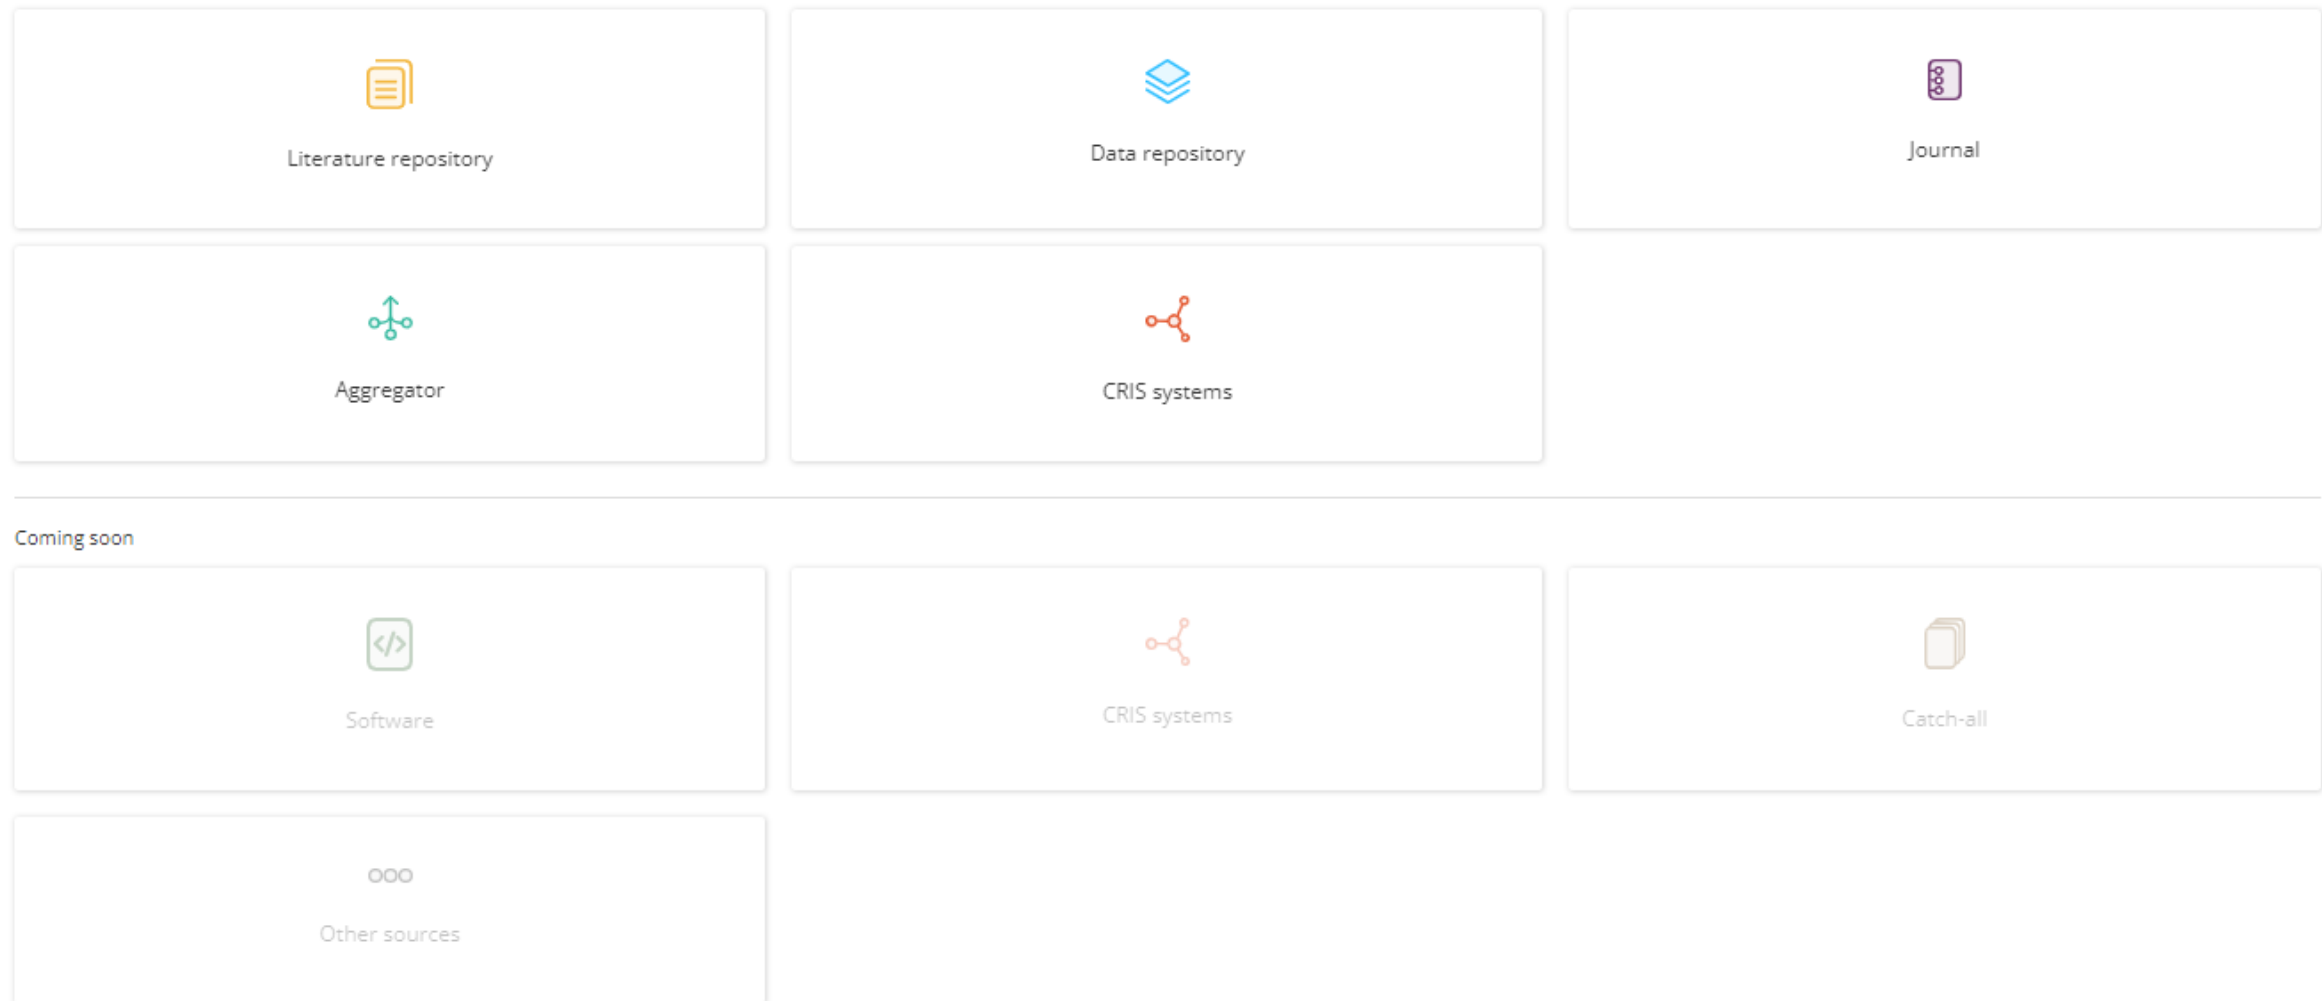 Literature repository
Data repository
Journal
Aggregator
CRIS systems
Coming soon
Software
CRIS systems
Catch-all
Other sources